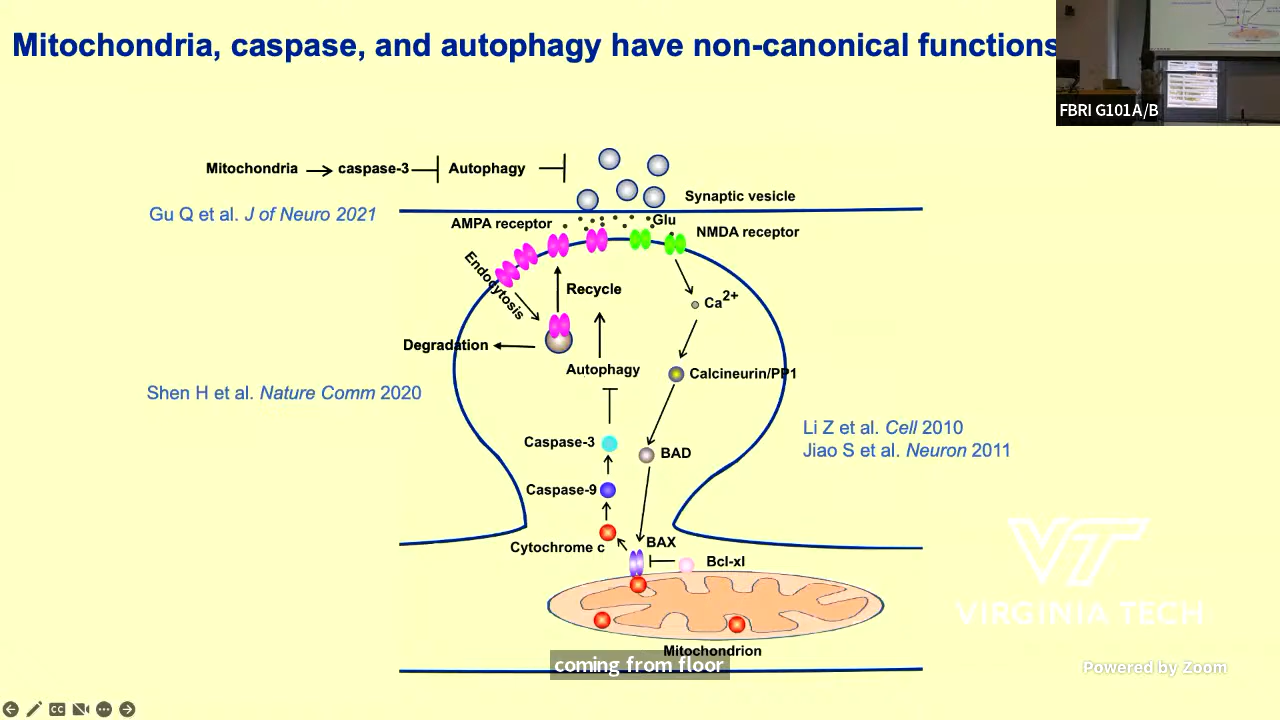 Mitochondria, caspase, and autophagy have non-canonical functions
FBRI G101A/B
Mitochondria
caspase-3
Autophagy
Synaptic vesicle
Gu Q et al. J of Neuro 2021
AMPA receptor
Glu
NMDA receptor
Endocytosis
Recycle
Ca2+
Degradation
Autophagy
Calcineurin/PP1
Shen H et al. Nature Comm 2020
Li Z et al. Cell 2010
Jiao S et al. Neuron 2011
Caspase-3
BAD
Caspase-9
Cytochrome c
BAX
Bcl-xl
VT
VIRGINIA TECH
Mitochondrion
coming from floor
Powered by Zoom
CC